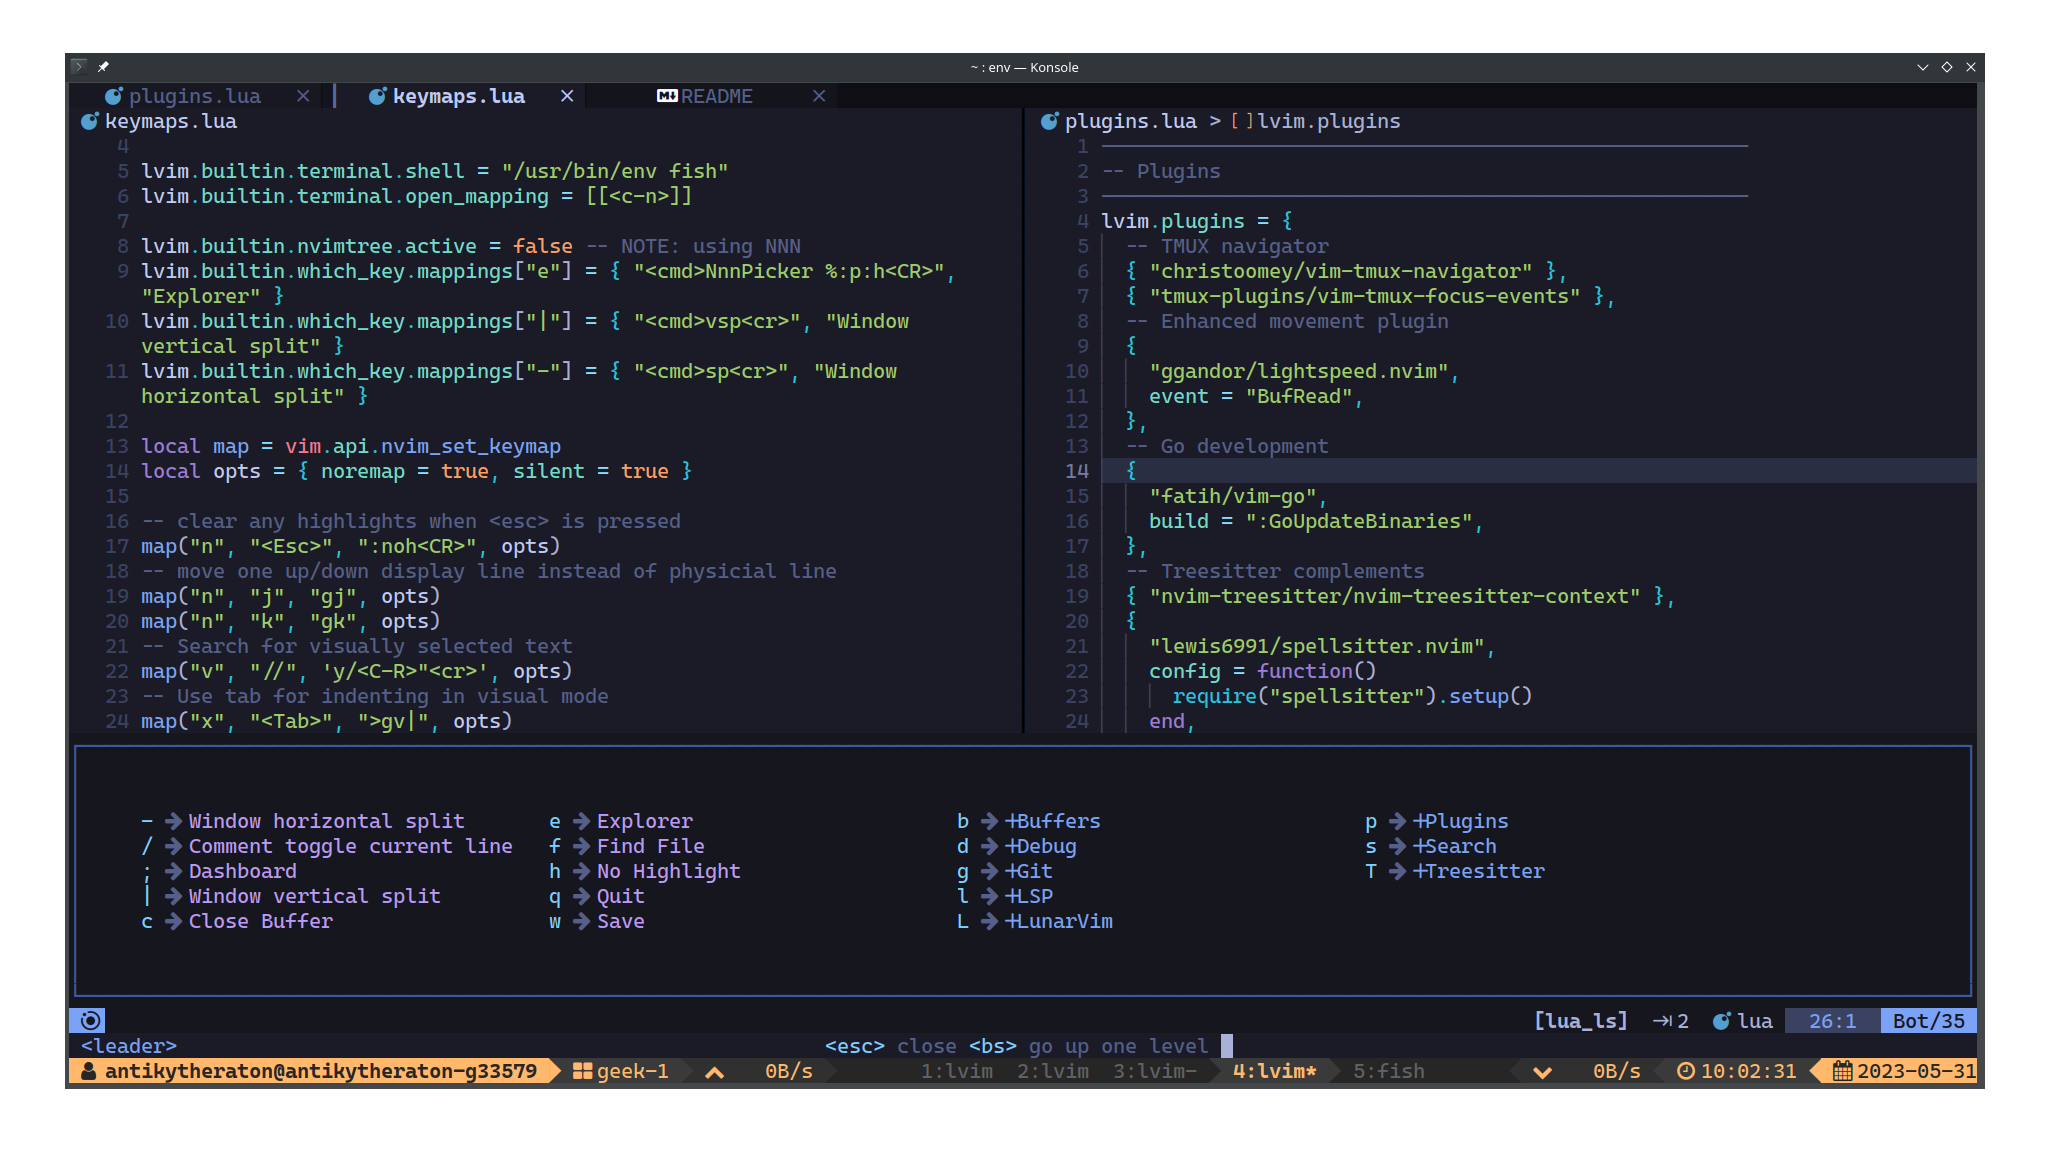 ~ : env — Konsole
plugins.lua keymaps.lua README
keymaps.lua
4
5 lvim.builtin.terminal.shell = "/usr/bin/env fish"
6 lvim.builtin.terminal.open_mapping = [[<c-n>]]
7
8 lvim.builtin.nvimtree.active = false -- NOTE: using NNN
9 lvim.builtin.which_key.mappings["e"] = { "<cmd>NnnPicker %:p:h<CR>",
"Explorer" }
10 lvim.builtin.which_key.mappings["|"] = { "<cmd>vsp<cr>", "Window
vertical split" }
11 lvim.builtin.which_key.mappings["-"] = { "<cmd>sp<cr>", "Window
horizontal split" }
12
13 local map = vim.api.nvim_set_keymap
14 local opts = { noremap = true, silent = true }
15
16 -- clear any highlights when <esc> is pressed
17 map("n", "<Esc>", ":noh<CR>", opts)
18 -- move one up/down display line instead of physicial line
19 map("n", "j", "gj", opts)
20 map("n", "k", "gk", opts)
21 -- Search for visually selected text
22 map("v", "//", 'y/<C-R>"<cr>', opts)
23 -- Use tab for indenting in visual mode
24 map("x", "<Tab>", ">gv|", opts)
plugins.lua > []lvim.plugins
1
2 -- Plugins
3
4 lvim.plugins = {
5 -- TMUX navigator
6 { "christoomey/vim-tmux-navigator" },
7 { "tmux-plugins/vim-tmux-focus-events" },
8 -- Enhanced movement plugin
9 {
10 "ggandor/lightspeed.nvim",
11 event = "BufRead",
12 },
13 -- Go development
14 {
15 "fatih/vim-go",
16 build = ":GoUpdateBinaries",
17 },
18 -- Treesitter complements
19 { "nvim-treesitter/nvim-treesitter-context" },
20 {
21 "lewis6991/spellsitter.nvim",
22 config = function()
23 require("spellsitter").setup()
24 end,
- ➜ Window horizontal split e ➜ Explorer b ➜ +Buffers p ➜ +Plugins
/ ➜ Comment toggle current line f ➜ Find File d ➜ +Debug s ➜ +Search
; ➜ Dashboard h ➜ No Highlight g ➜ +Git T ➜ +Treesitter
| ➜ Window vertical split q ➜ Quit l ➜ +LSP
c ➜ Close Buffer w ➜ Save L ➜ +LunarVim
[lua_ls] 2 lua 26:1 Bot/35
<leader> <esc> close <bs> go up one level
antikytheraton@antikytheraton-g33579 geek-1 0B/s 1:lvim 2:lvim 3:lvim- 4:lvim* 5:fish 0B/s 10:02:31 2023-05-31